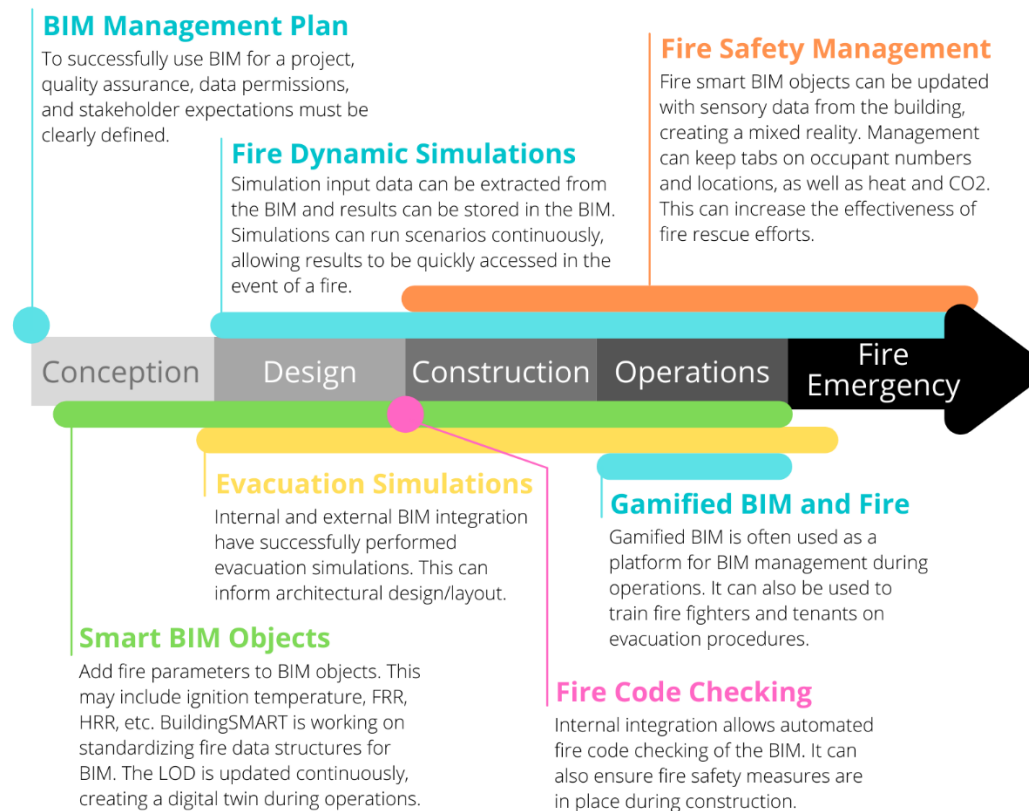 BIM Management Plan
To successfully use BIM for a project,
quality assurance, data permissions,
and stakeholder expectations must be
clearly defined.
Fire Dynamic Simulations
Simulation input data can be extracted from
the BIM and results can be stored in the BIM.
Simulations can run scenarios continuously,
allowing results to be quickly accessed in the
event of a fire.
Fire Safety Management
Fire smart BIM objects can be updated
with sensory data from the building,
creating a mixed reality. Management
can keep tabs on occupant numbers
and locations, as well as heat and CO2.
This can increase the effectiveness of
fire rescue efforts.
Conception
Design
Construction
Operations
Fire
Emergency
Evacuation Simulations
Internal and external BIM integration
have successfully performed
evacuation simulations. This can
inform architectural design/layout.
Gamified BIM and Fire
Gamified BIM is often used as a
platform for BIM management during
operations. It can also be used to
train fire fighters and tenants on
evacuation procedures.
Smart BIM Objects
Add fire parameters to BIM objects. This
may include ignition temperature, FRR,
HRR, etc. BuildingSMART is working on
standardizing fire data structures for
BIM. The LOD is updated continuously,
creating a digital twin during operations.
Fire Code Checking
Internal integration allows automated
fire code checking of the BIM. It can
also ensure fire safety measures are
in place during construction.